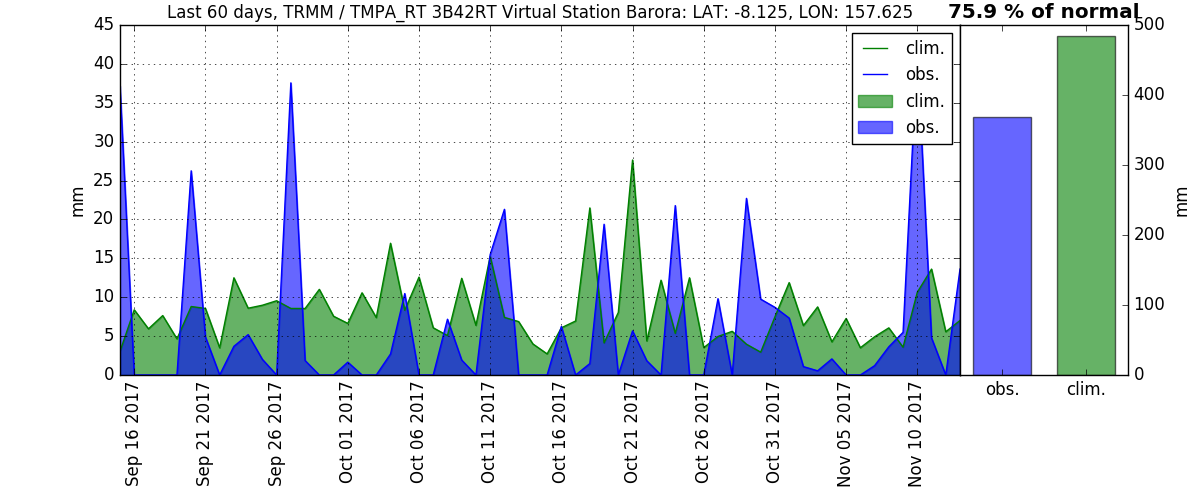 Last 60 days, TRMM / TMPA_RT 3B42RT Virtual Station Barora: LAT: -8.125, LON: 157.625
75.9 % of normal
45
40
35
30
25
20
15
10
5
0
mm
clim.
obs.
clim.
obs.
500
400
300
200
100
0
mm
Sep 16 2017
Sep 21 2017
Sep 26 2017
Oct 01 2017
Oct 06 2017
Oct 11 2017
Oct 16 2017
Oct 21 2017
Oct 26 2017
Oct 31 2017
Nov 05 2017
Nov 10 2017
obs.
clim.